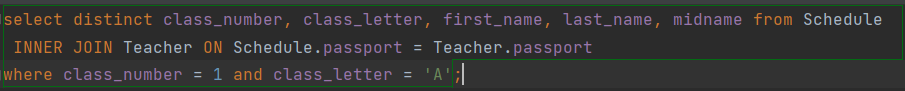 select distinct class_number, class_letter, first_name, last_name, midname from Schedule
INNER JOIN Teacher ON Schedule.passport = Teacher.passport
where class_number = 1 and class_letter = 'A';